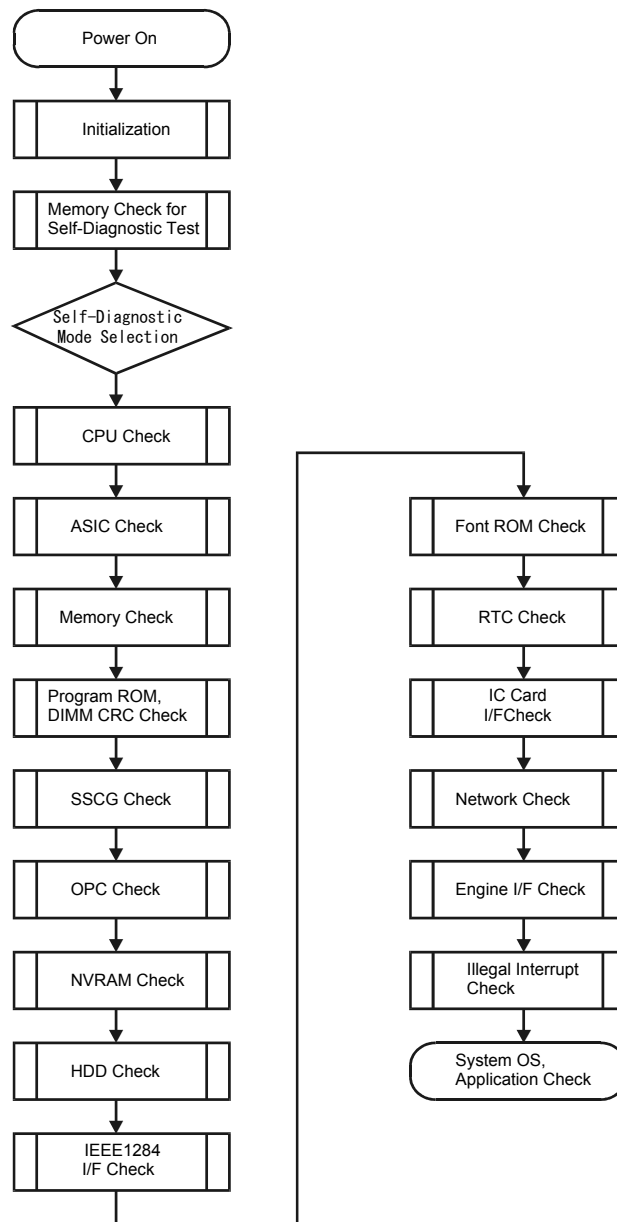 Power On
Initialization
Memory Check for
Self-Diagnostic Test
Self-Diagnostic
Mode Selection
CPU Check
ASIC Check
Memory Check
Program ROM,
DIMM CRC Check
SSCG Check
OPC Check
NVRAM Check
HDD Check
IEEE1284
I/F Check
Font ROM Check
RTC Check
IC Card
I/FCheck
Network Check
Engine I/F Check
Illegal Interrupt
Check
System OS,
Application Check